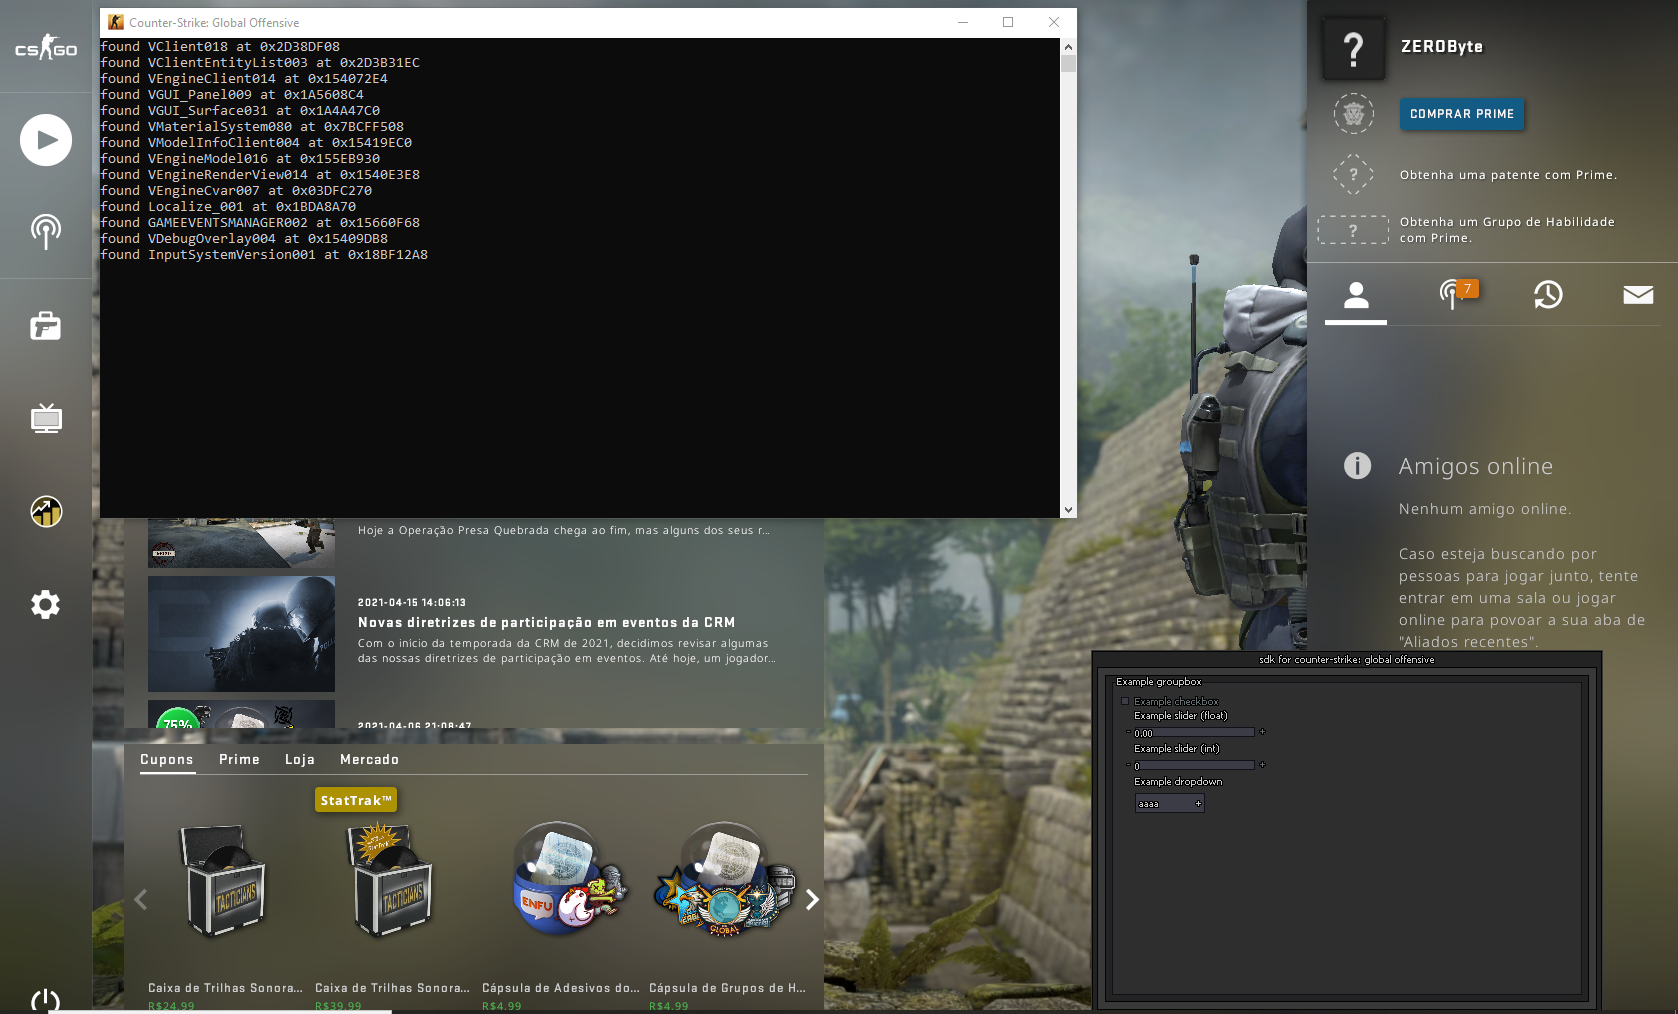 CS GO
Counter-Strike: Global Offensive
found VClient018 at 0x2D38DF08
found VClientEntityList003 at 0x2D3B31EC
found VEngineClient014 at 0x154072E4
found VGUI_Panel009 at 0x1A5608C4
found VGUI_Surface031 at 0x1A4A47C0
found VMaterialSystem080 at 0x7BCFF508
found VModelInfoClient004 at 0x15419EC0
found VEngineModel016 at 0x155EB930
found VEngineRenderView014 at 0x1540E3E8
found VEngineCvar007 at 0x03DFC270
found Localize_001 at 0x1BDA8A70
found GAMEEVENTSMANAGER002 at 0x15660F68
found VDebugOverlay004 at 0x15409DB8
found InputSystemVersion001 at 0x18BF12A8
?
ZEROByte
COMPRAR PRIME
?
Obtenha uma patente com Prime.
?
Obtenha um Grupo de Habilidade
com Prime.
7
Amigos online
Nenhum amigo online.
Caso esteja buscando por
pessoas para jogar junto, tente
entrar em uma sala ou jogar
online para povoar a sua aba de
"Aliados recentes".
Hoje a Operação Presa Quebrada chega ao fim, mas alguns dos seus r...
2021-04-15 14:06:13
Novas diretrizes de participação em eventos da CRM
Com o início da temporada da CRM de 2021, decidimos revisar algumas
das nossas diretrizes de participação em eventos. Até hoje, um jogador...
75%
2021-04-06 21:08:47
Cupons
Prime
Loja
Mercado
StatTrak™
TACTICIANS
TACTICIANS
ENFU
GLOBAL
Caixa de Trilhas Sonora...
Caixa de Trilhas Sonora...
Cápsula de Adesivos do...
Cápsula de Grupos de H...
R$24,99
R$39,99
R$4,99
R$4,99
sdk for counter-strike: global offensive
Example groupbox
Example checkbox
Example slider (float)
- 0.00 +
Example slider (int)
- 0 +
Example dropdown
aaaa +